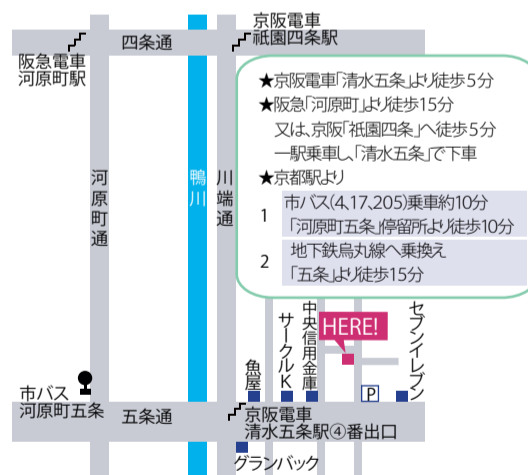 京阪電車
祇園四条駅
四条通
阪急電車
河原町駅
★京阪電車「清水五条」より徒歩5分
★阪急「河原町」より徒歩15分
又は、京阪「祇園四条」へ徒歩5分
一駅乗車し、「清水五条」で下車
★京都駅より
1
市バス(4、17、205)乗車約10分
「河原町五条」停留所より徒歩10分
2
地下鉄烏丸線へ乗換え
「五条」より徒歩15分
河原町通
鴨川
川端通
魚屋
サークルK
中央信用金庫
HERE!
P
セブンイレブン
市バス
河原町五条
五条通
京阪電車
清水五条駅④番出口
グランバック